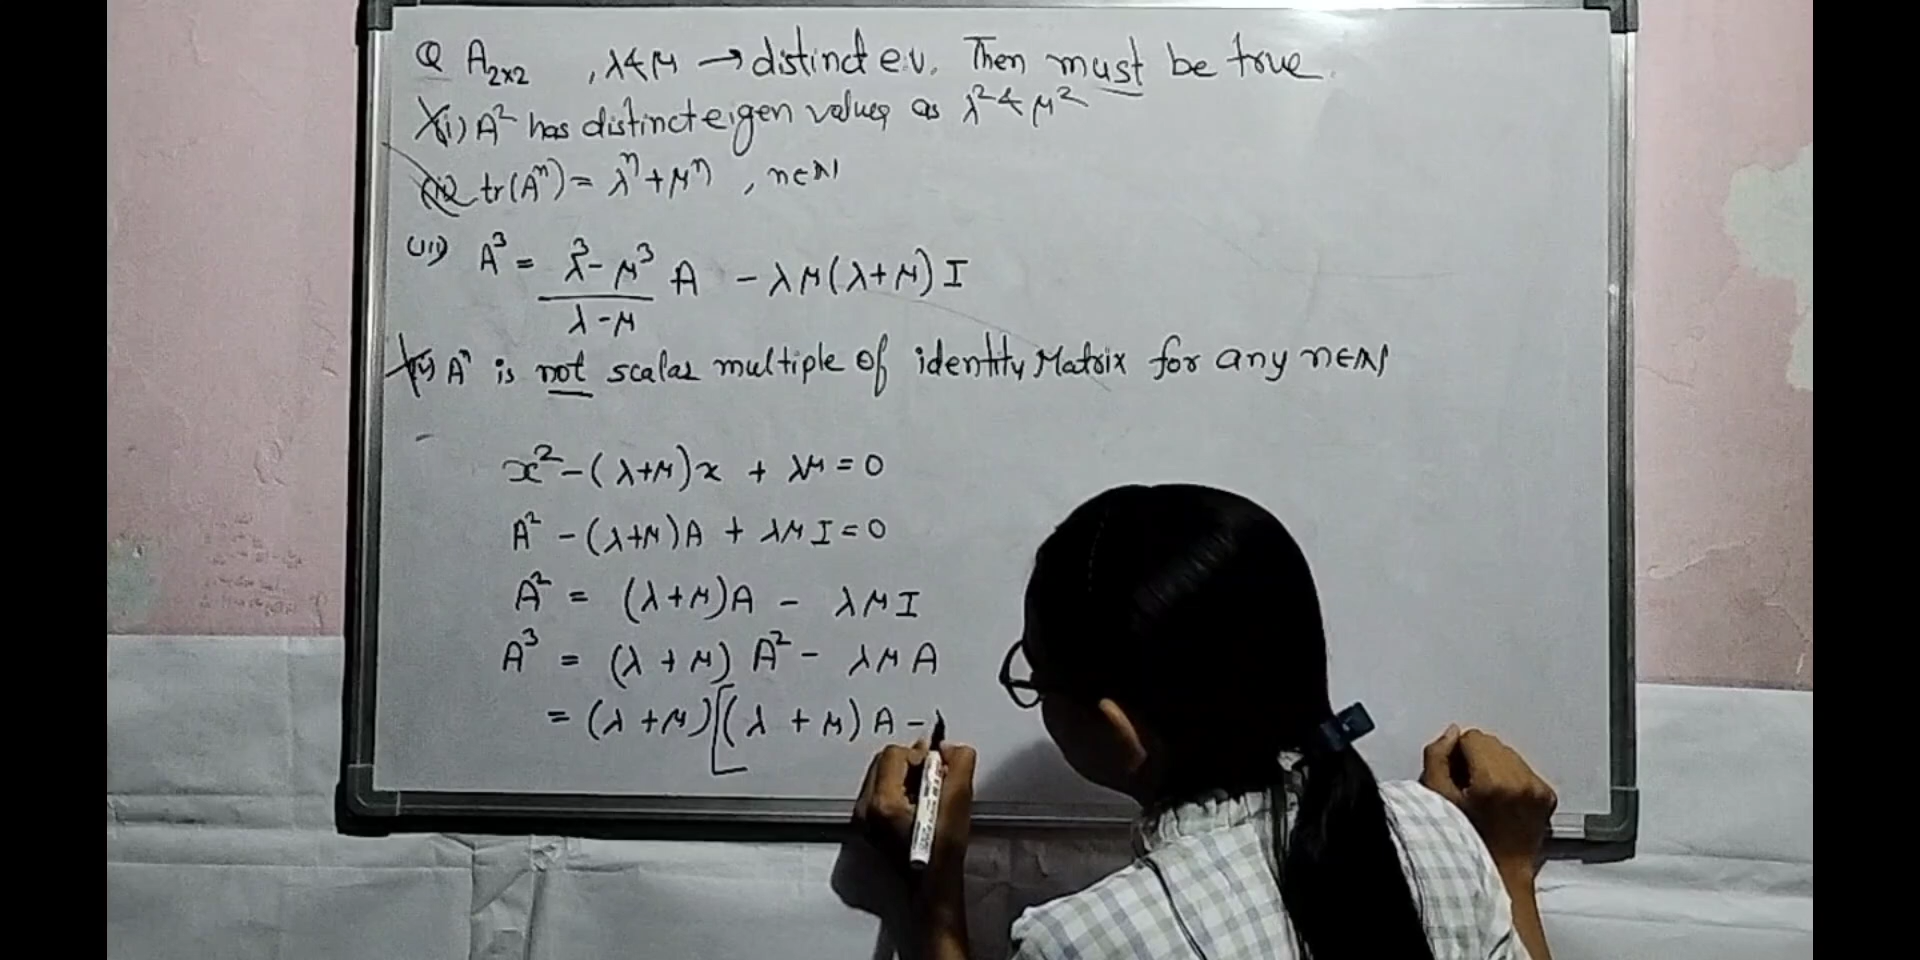 Q A₂ₓ₂ , λ & μ → distinct e.v. Then must be true.
(i) A² has distinct eigen values as λ² & μ²
(ii) tr(Aⁿ) = λⁿ + μⁿ , n∈N
(iii) A³ = (λ³ - μ³)/(λ - μ) A - λμ(λ+μ) I
(iv) Aⁿ is not scalar multiple of identity Matrix for any n∈N
x² - (λ+μ)x + λμ = 0
A² - (λ+μ)A + λμ I = 0
A² = (λ+μ)A - λμ I
A³ = (λ + μ) A² - λμ A
= (λ + μ)[(λ + μ) A -